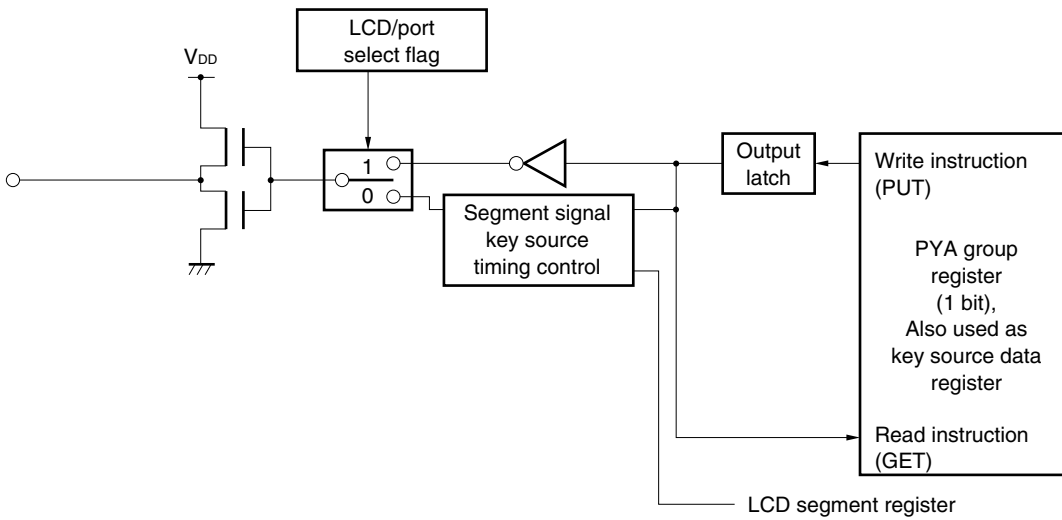 LCD/port
select flag
VDD
1
0
Output
latch
Write instruction
(PUT)
Segment signal
key source
timing control
PYA group
register
(1 bit),
Also used as
key source data
register
Read instruction
(GET)
LCD segment register